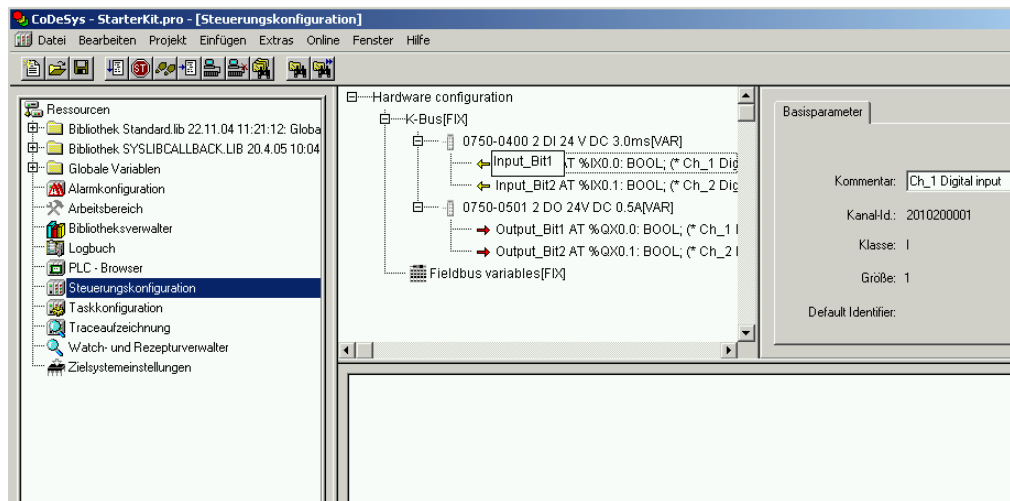 CoDeSys - StarterKit.pro - [Steuerungskonfiguration]
Datei Bearbeiten Projekt Einfügen Extras Online Fenster Hilfe
Ressourcen
Bibliothek Standard.lib 22.11.04 11:21:12: Globa
Bibliothek SYSLIBCALLBACK.LIB 20.4.05 10:04
Globale Variablen
Alarmkonfiguration
Arbeitsbereich
Bibliotheksverwalter
Logbuch
PLC - Browser
Steuerungskonfiguration
Taskkonfiguration
Traceaufzeichnung
Watch- und Rezepturverwalter
Zielsystemeinstellungen
Hardware configuration
K-Bus[FIX]
0750-0400 2 DI 24 V DC 3.0ms[VAR]
Input_Bit1 AT %IX0.0: BOOL; (* Ch_1 Dig
Input_Bit2 AT %IX0.1: BOOL; (* Ch_2 Dig
0750-0501 2 DO 24V DC 0.5A[VAR]
Output_Bit1 AT %QX0.0: BOOL; (* Ch_1
Output_Bit2 AT %QX0.1: BOOL; (* Ch_2
Fieldbus variables[FIX]
Basisparameter
Kommentar: Ch_1 Digital input
Kanal-Id.: 2010200001
Klasse: I
Größe: 1
Default Identifier: